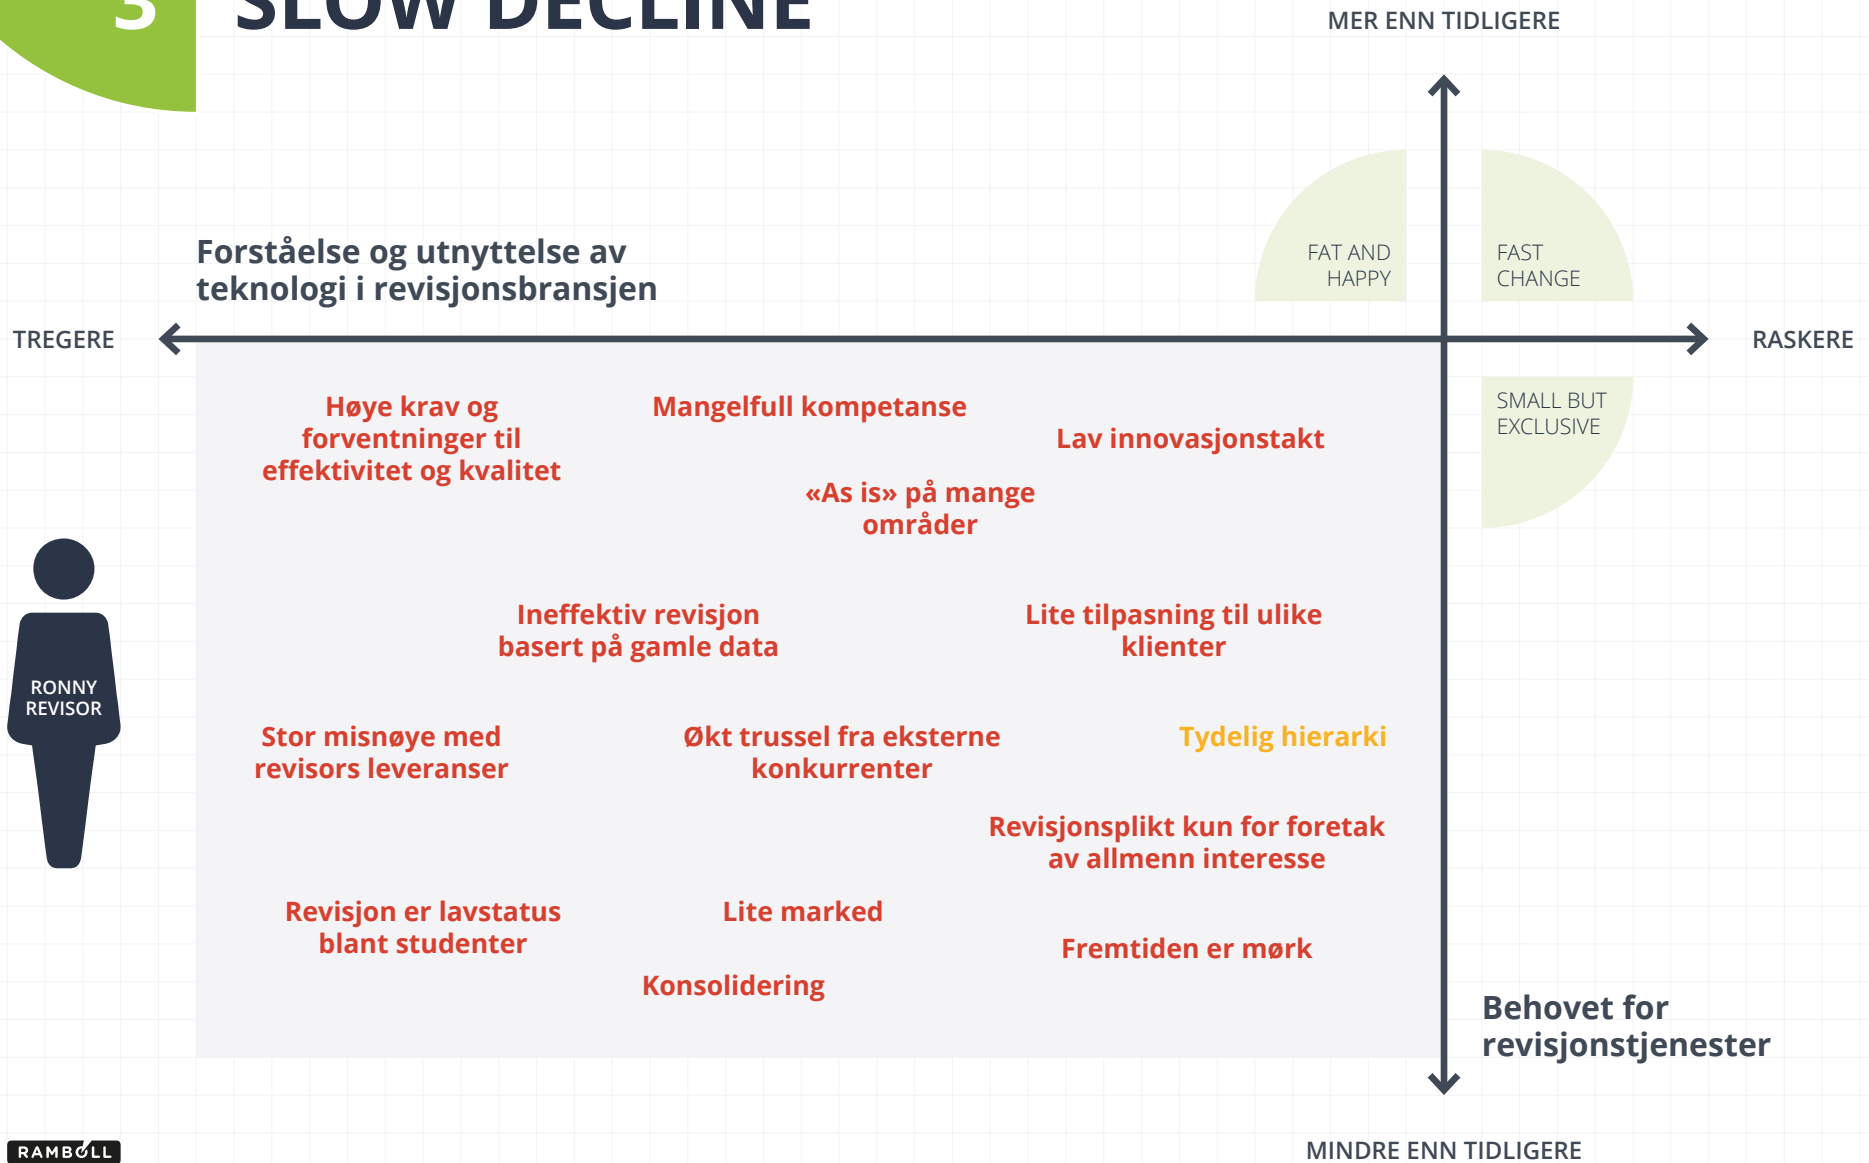 3
SLOW DECLINE
MER ENN TIDLIGERE
FAT AND
HAPPY
FAST
CHANGE
Forståelse og utnyttelse av
teknologi i revisjonsbransjen
TREGERE
RASKERE
SMALL BUT
EXCLUSIVE
Høye krav og
forventninger til
effektivitet og kvalitet
Mangelfull kompetanse
Lav innovasjonstakt
«As is» på mange
områder
Ineffektiv revisjon
basert på gamle data
Lite tilpasning til ulike
klienter
RONNY
REVISOR
Stor misnøye med
revisors leveranser
Økt trussel fra eksterne
konkurrenter
Tydelig hierarki
Revisjonsplikt kun for foretak
av allmenn interesse
Revisjon er lavstatus
blant studenter
Lite marked
Fremtiden er mørk
Konsolidering
Behovet for
revisjonstjenester
RAMBØLL
MINDRE ENN TIDLIGERE